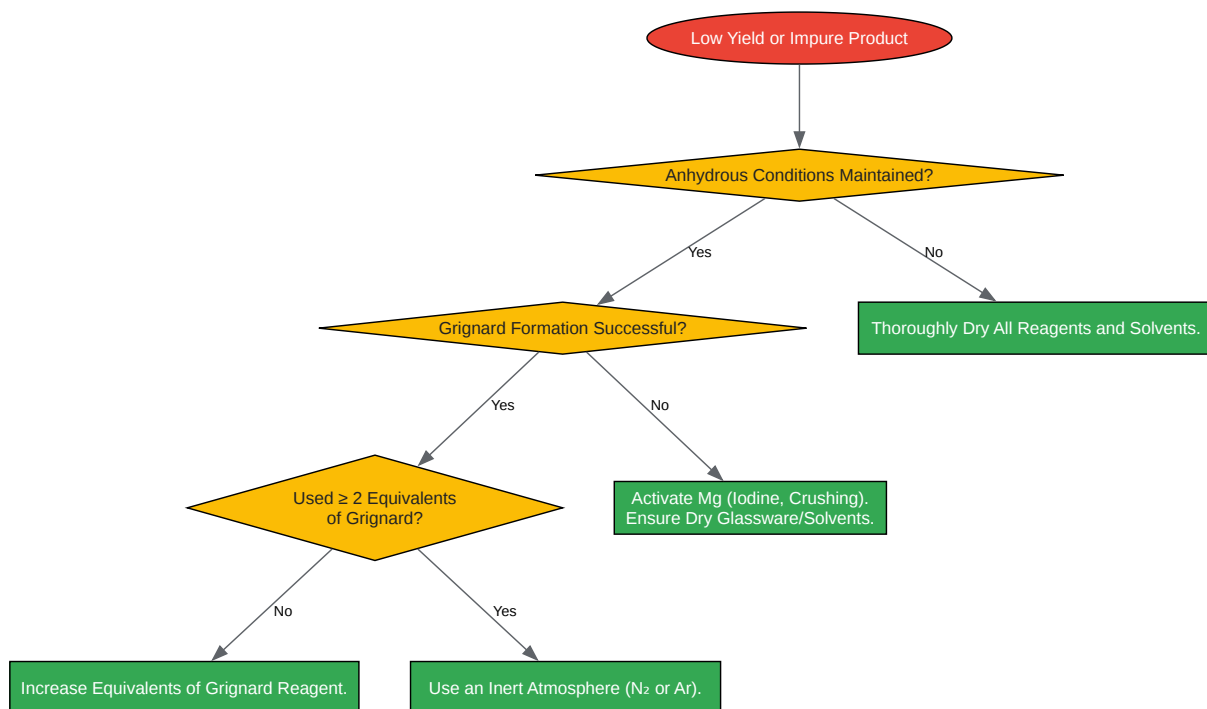 Low Yield or Impure Product
Anhydrous Conditions Maintained?
Yes
No
Grignard Formation Successful?
Thoroughly Dry All Reagents and Solvents.
Yes
No
Used ≥ 2 Equivalents
of Grignard?
Activate Mg (Iodine, Crushing).
Ensure Dry Glassware/Solvents.
No
Yes
Increase Equivalents of Grignard Reagent.
Use an Inert Atmosphere (N₂ or Ar).